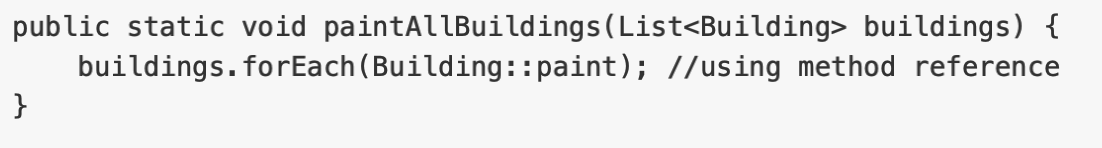 public static void paintAllBuildings(List<Building> buildings) {
    buildings.forEach(Building::paint); //using method reference
}